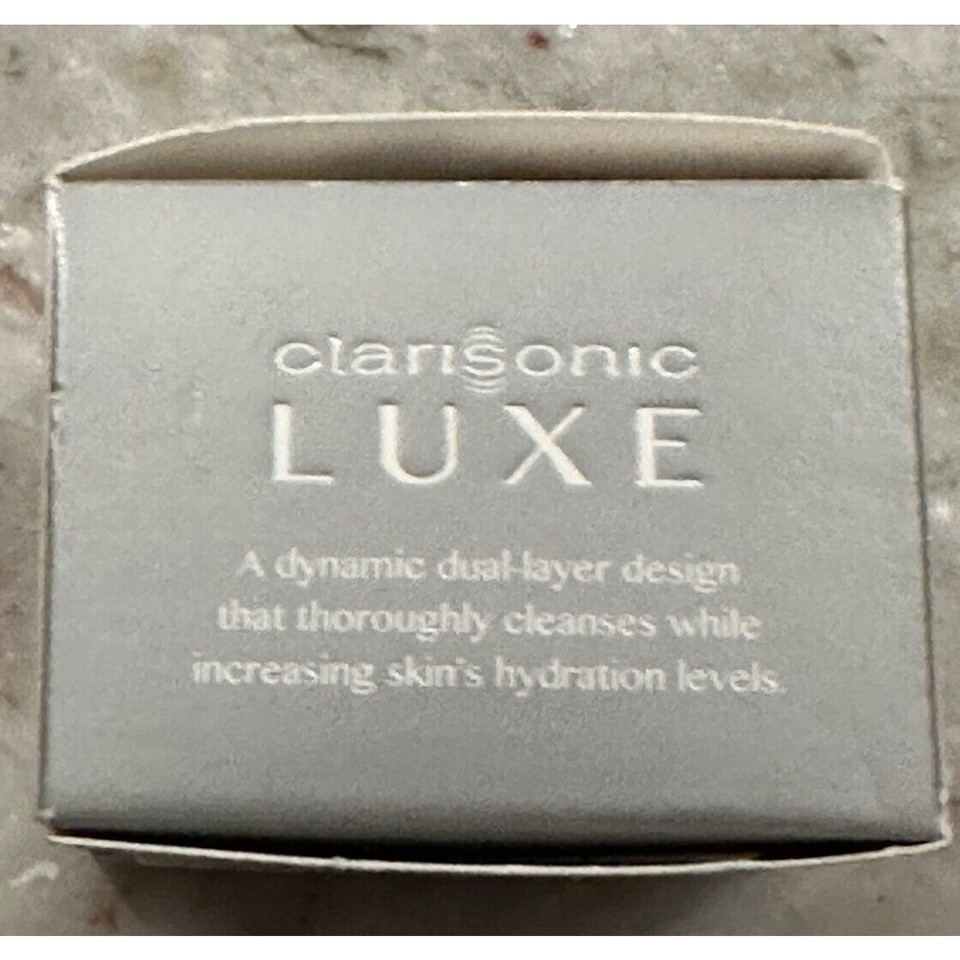 clarisonic
LUXE
A dynamic dual-layer design
that thoroughly cleanses while
increasing skin's hydration levels.